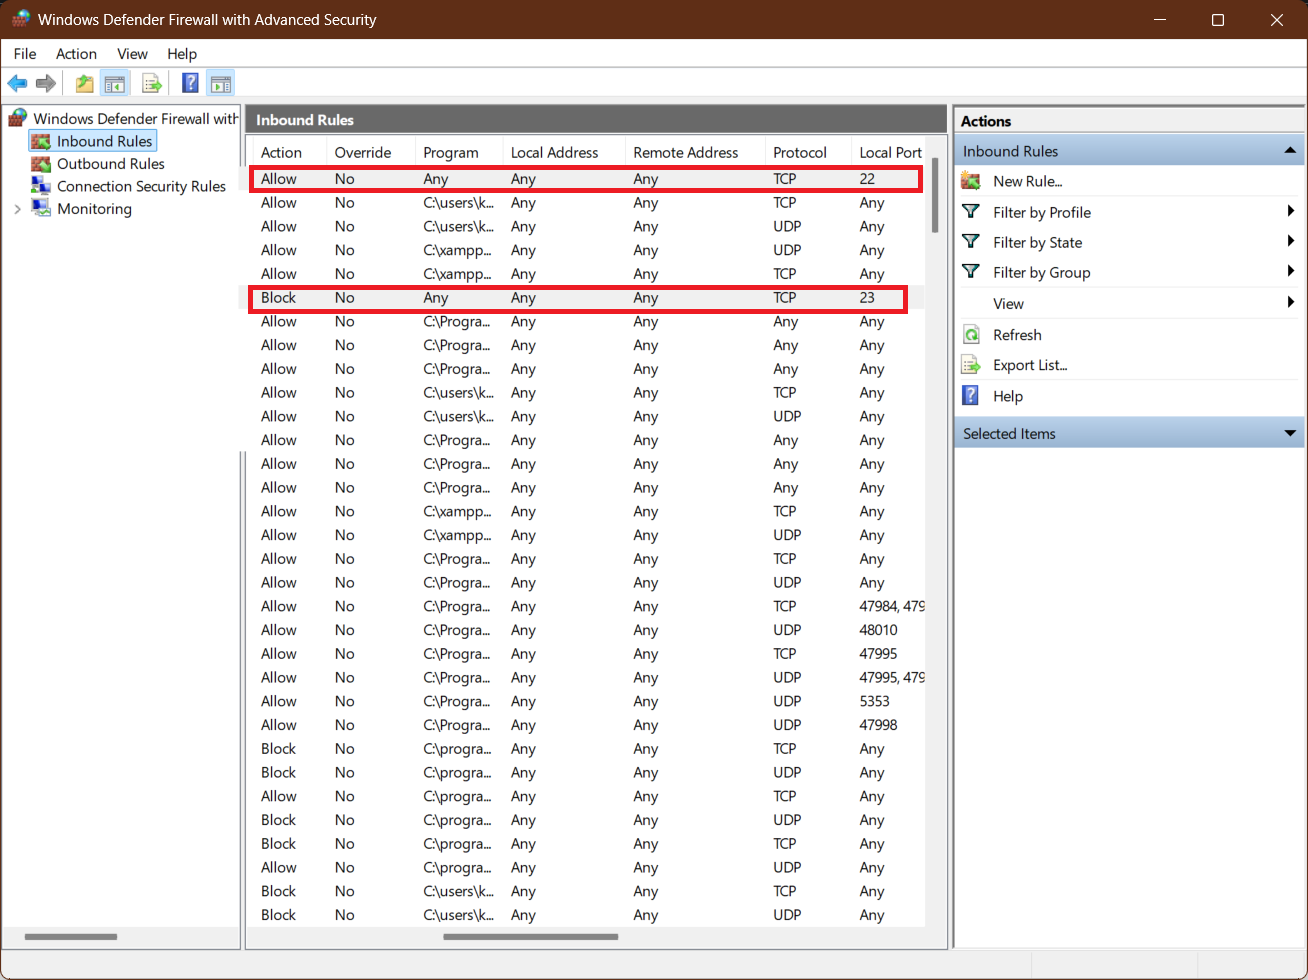 Windows Defender Firewall with Advanced Security
File Action View Help
Windows Defender Firewall with
Inbound Rules
Outbound Rules
Connection Security Rules
Monitoring
Inbound Rules
Action Override Program Local Address Remote Address Protocol Local Port
Allow No Any Any Any TCP 22
Allow No C:\users\k... Any Any TCP Any
Allow No C:\users\k... Any Any UDP Any
Allow No C:\xampp... Any Any UDP Any
Allow No C:\xampp... Any Any TCP Any
Block No Any Any Any TCP 23
Allow No C:\Progra... Any Any Any Any
Allow No C:\Progra... Any Any Any Any
Allow No C:\Progra... Any Any Any Any
Allow No C:\users\k... Any Any TCP Any
Allow No C:\users\k... Any Any UDP Any
Allow No C:\Progra... Any Any Any Any
Allow No C:\Progra... Any Any Any Any
Allow No C:\Progra... Any Any Any Any
Allow No C:\xampp... Any Any TCP Any
Allow No C:\xampp... Any Any UDP Any
Allow No C:\Progra... Any Any TCP Any
Allow No C:\Progra... Any Any UDP Any
Allow No C:\Progra... Any Any TCP 47984, 479
Allow No C:\Progra... Any Any UDP 48010
Allow No C:\Progra... Any Any TCP 47995
Allow No C:\Progra... Any Any UDP 47995, 479
Allow No C:\Progra... Any Any UDP 5353
Allow No C:\Progra... Any Any UDP 47998
Block No C:\progra... Any Any TCP Any
Block No C:\progra... Any Any UDP Any
Allow No C:\progra... Any Any TCP Any
Block No C:\progra... Any Any UDP Any
Block No C:\progra... Any Any TCP Any
Allow No C:\progra... Any Any UDP Any
Block No C:\users\k... Any Any TCP Any
Block No C:\users\k... Any Any UDP Any
Actions
Inbound Rules
New Rule...
Filter by Profile
Filter by State
Filter by Group
View
Refresh
Export List...
Help
Selected Items